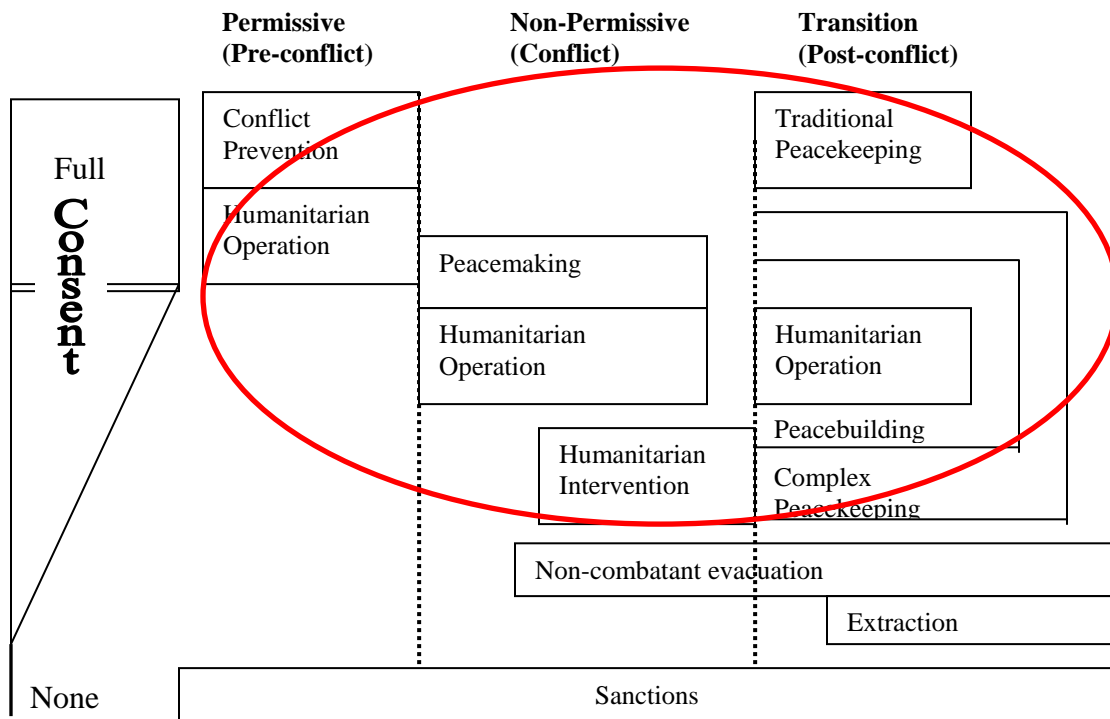 Permissive
(Pre-conflict)
Non-Permissive
(Conflict)
Transition
(Post-conflict)
Full
Consent
None
Conflict
Prevention
Humanitarian
Operation
Peacemaking
Humanitarian
Operation
Humanitarian
Intervention
Traditional
Peacekeeping
Humanitarian
Operation
Peacebuilding
Complex
Peacekeeping
Non-combatant evacuation
Extraction
Sanctions